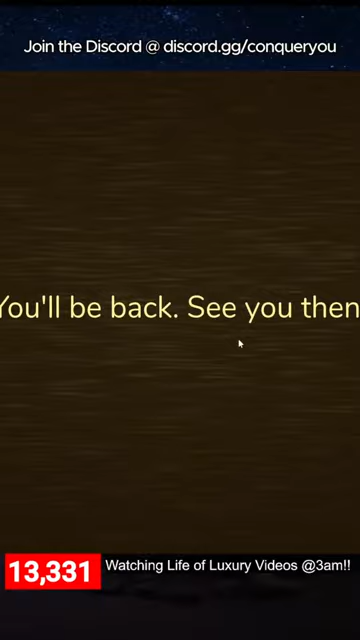 Join the Discord @ discord.gg/conqueryou
You'll be back. See you then
13,331
Watching Life of Luxury Videos @3am!!